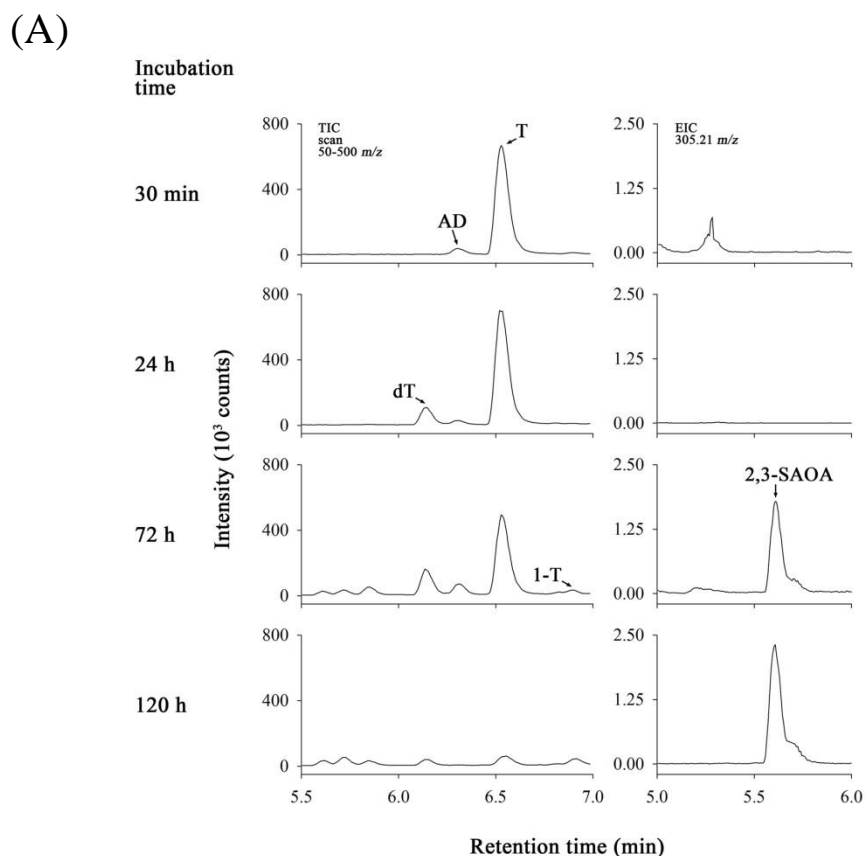 (A)
Incubation
time
800
400
0
TIC
scan
50-500 m/z
AD
T
2.50
1.25
0.00
EIC
305.21 m/z
30 min
800
400
0
dT
2.50
1.25
0.00
24 h
Intensity (10³ counts)
800
400
0
1-T
2.50
1.25
0.00
2,3-SAOA
72 h
800
400
0
2.50
1.25
0.00
120 h
5.5 6.0 6.5 7.0 5.0 5.5 6.0
Retention time (min)